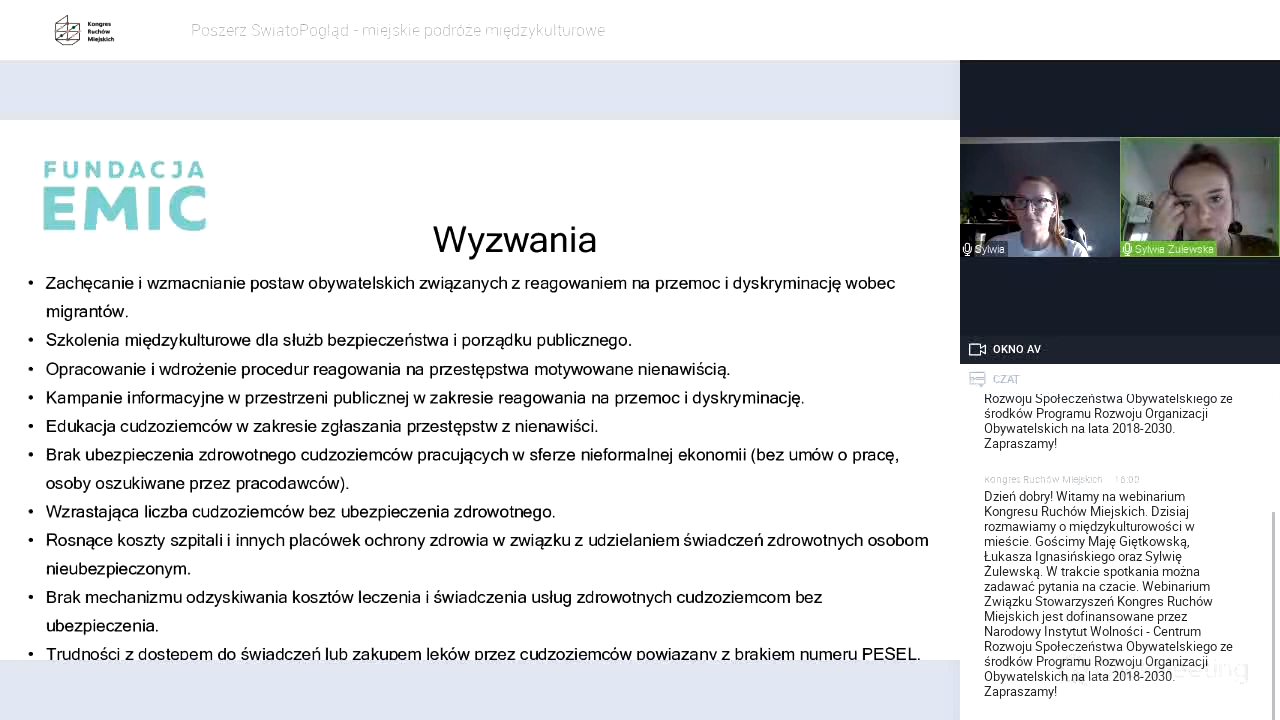 Kongres
Ruchów
Miejskich
Poszerz SwiatoPogląd - miejskie podróże międzykulturowe
FUNDACJA
EMIC
Wyzwania
• Zachęcanie i wzmacnianie postaw obywatelskich związanych z reagowaniem na przemoc i dyskryminację wobec
migrantów.
• Szkolenia międzykulturowe dla służb bezpieczeństwa i porządku publicznego.
• Opracowanie i wdrożenie procedur reagowania na przestępstwa motywowane nienawiścią.
• Kampanie informacyjne w przestrzeni publicznej w zakresie reagowania na przemoc i dyskryminację.
• Edukacja cudzoziemców w zakresie zgłaszania przestępstw z nienawiści.
• Brak ubezpieczenia zdrowotnego cudzoziemców pracujących w sferze nieformalnej ekonomii (bez umów o pracę,
osoby oszukiwane przez pracodawców).
• Wzrastająca liczba cudzoziemców bez ubezpieczenia zdrowotnego.
• Rosnące koszty szpitali i innych placówek ochrony zdrowia w związku z udzielaniem świadczeń zdrowotnych osobom
nieubezpieczonym.
• Brak mechanizmu odzyskiwania kosztów leczenia i świadczenia usług zdrowotnych cudzoziemcom bez
ubezpieczenia.
• Trudności z dostępem do świadczeń lub zakupem leków przez cudzoziemców powiązany z brakiem numeru PESEL.
Sylwia
Sylwia Żulewska
OKNO AV
CZAT
Rozwoju Społeczeństwa Obywatelskiego ze
środków Programu Rozwoju Organizacji
Obywatelskich na lata 2018-2030.
Zapraszamy!
Kongres Ruchów Miejskich 16:00
Dzień dobry! Witamy na webinarium
Kongresu Ruchów Miejskich. Dzisiaj
rozmawiamy o międzykulturowości w
mieście. Gościmy Maję Giętkowską,
Łukasza Ignasińskiego oraz Sylwię
Żulewską. W trakcie spotkania można
zadawać pytania na czacie. Webinarium
Związku Stowarzyszeń Kongres Ruchów
Miejskich jest dofinansowane przez
Narodowy Instytut Wolności - Centrum
Rozwoju Społeczeństwa Obywatelskiego ze
środków Programu Rozwoju Organizacji
Obywatelskich na lata 2018-2030.
Zapraszamy!